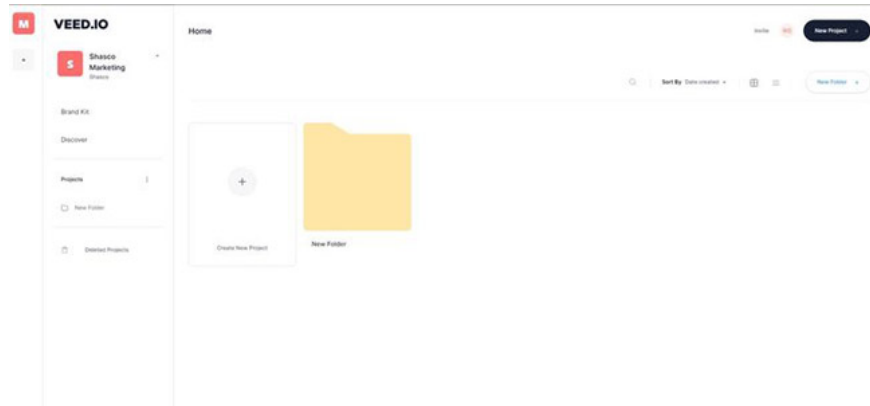 M
VEED.IO
Home
Invite
New Project
S
Shasco
Marketing
Shasco
Sort By Date created
New Folder +
Brand Kit
Discover
Projects
New Folder
Deleted Projects
+
Create New Project
New Folder